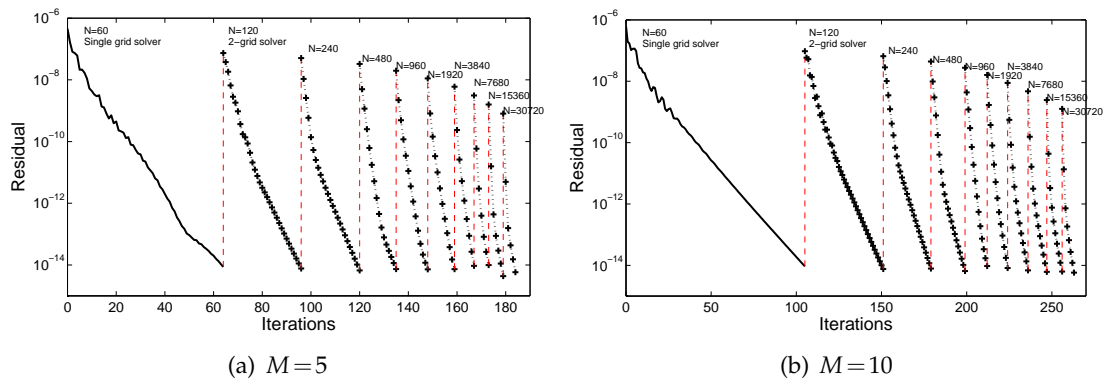 10^−6
10^−8
10^−10
10^−12
10^−14
Residual
N=60
Single grid solver
N=120
2−grid solver
N=240
N=480
N=960
N=1920
N=3840
N=7680
N=15360
N=30720
0 20 40 60 80 100 120 140 160 180
Iterations
(a) M=5
10^−6
10^−8
10^−10
10^−12
10^−14
Residual
N=60
Single grid solver
N=120
2−grid solver
N=240
N=480
N=960
N=1920
N=3840
N=7680
N=15360
N=30720
0 50 100 150 200 250
Iterations
(b) M=10